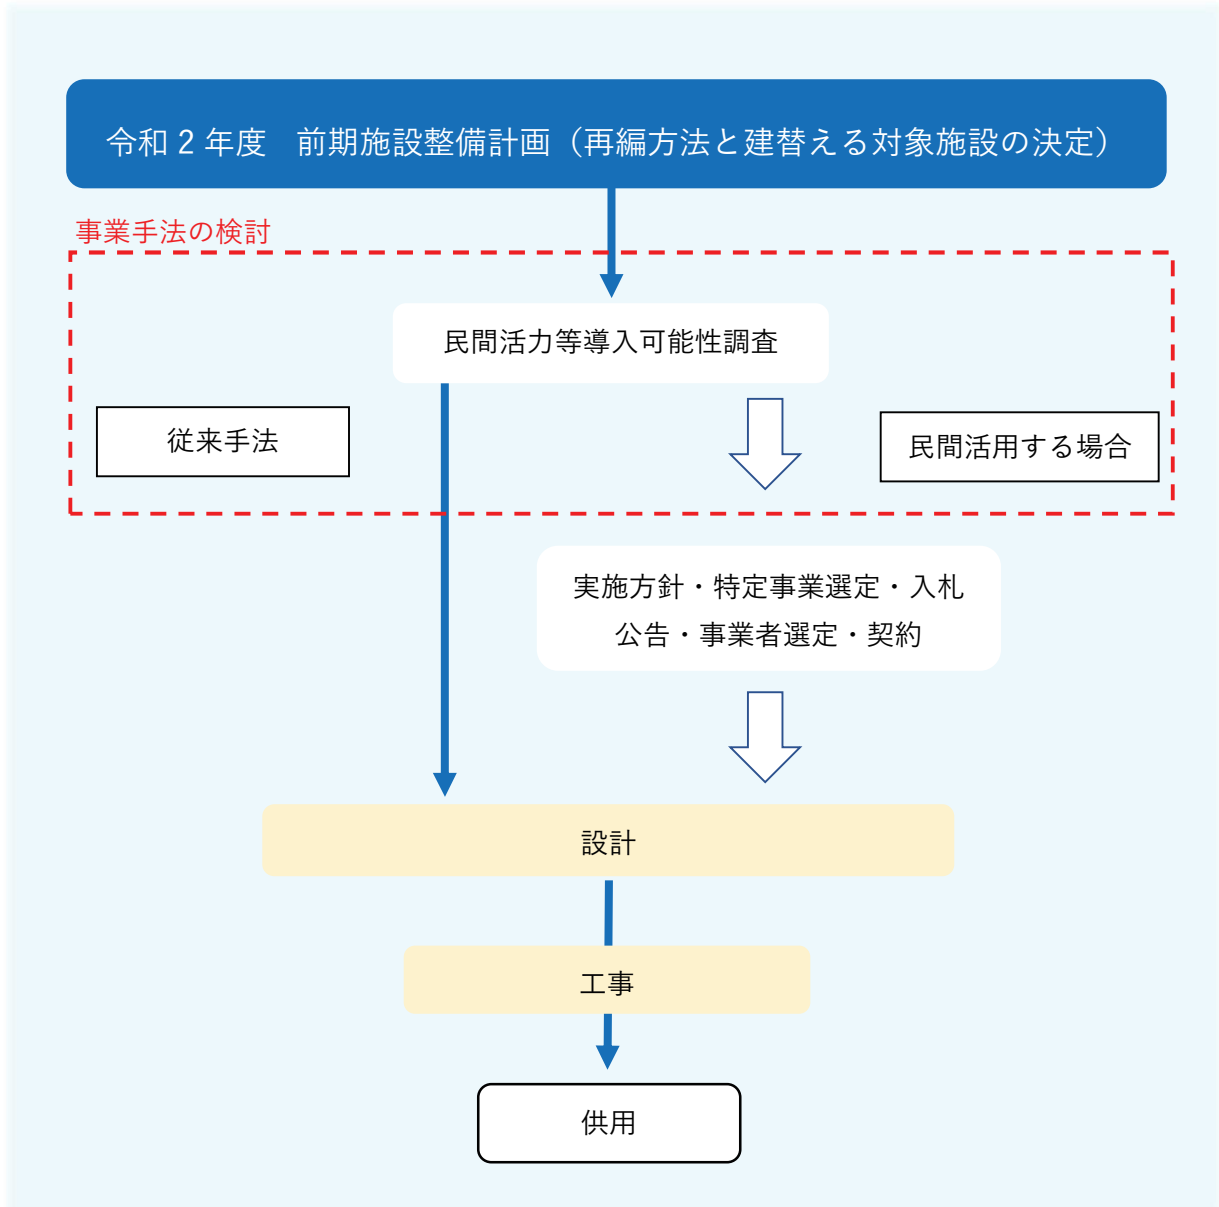 令和２年度　前期施設整備計画（再編方法と建替える対象施設の決定）
事業手法の検討
民間活力等導入可能性調査
従来手法
民間活用する場合
実施方針・特定事業選定・入札
公告・事業者選定・契約
設計
工事
供用